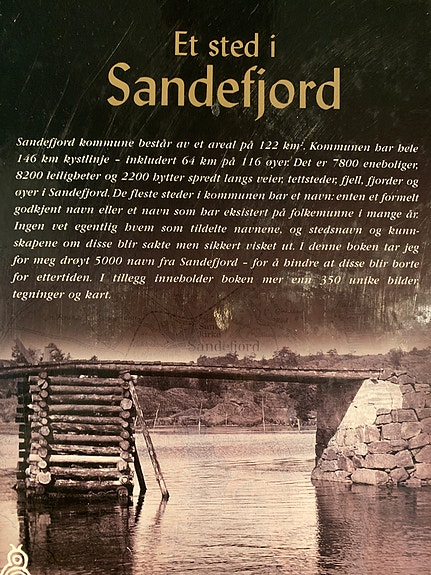 Et sted i
Sandefjord
Sandefjord kommune består av et areal på 122 km². Kommunen har hele
146 km kystlinje – inkludert 64 km på 116 øyer. Det er 7800 eneboliger,
8200 leiligheter og 2200 hytter spredt langs veier, tettsteder, fjell, fjorder og
øyer i Sandefjord. De fleste steder i kommunen har et navn: enten et formelt
godkjent navn eller et navn som har eksistert på folkemunne i mange år.
Ingen vet egentlig hvem som tildelte navnene, og stedsnavn og kunn-
skapene om disse blir sakte men sikkert visket ut. I denne boken tar jeg
for meg drøyt 5000 navn fra Sandefjord – for å hindre at disse blir borte
for ettertiden. I tillegg inneholder boken mer enn 350 unike bilder,
tegninger og kart.
Sandefjord